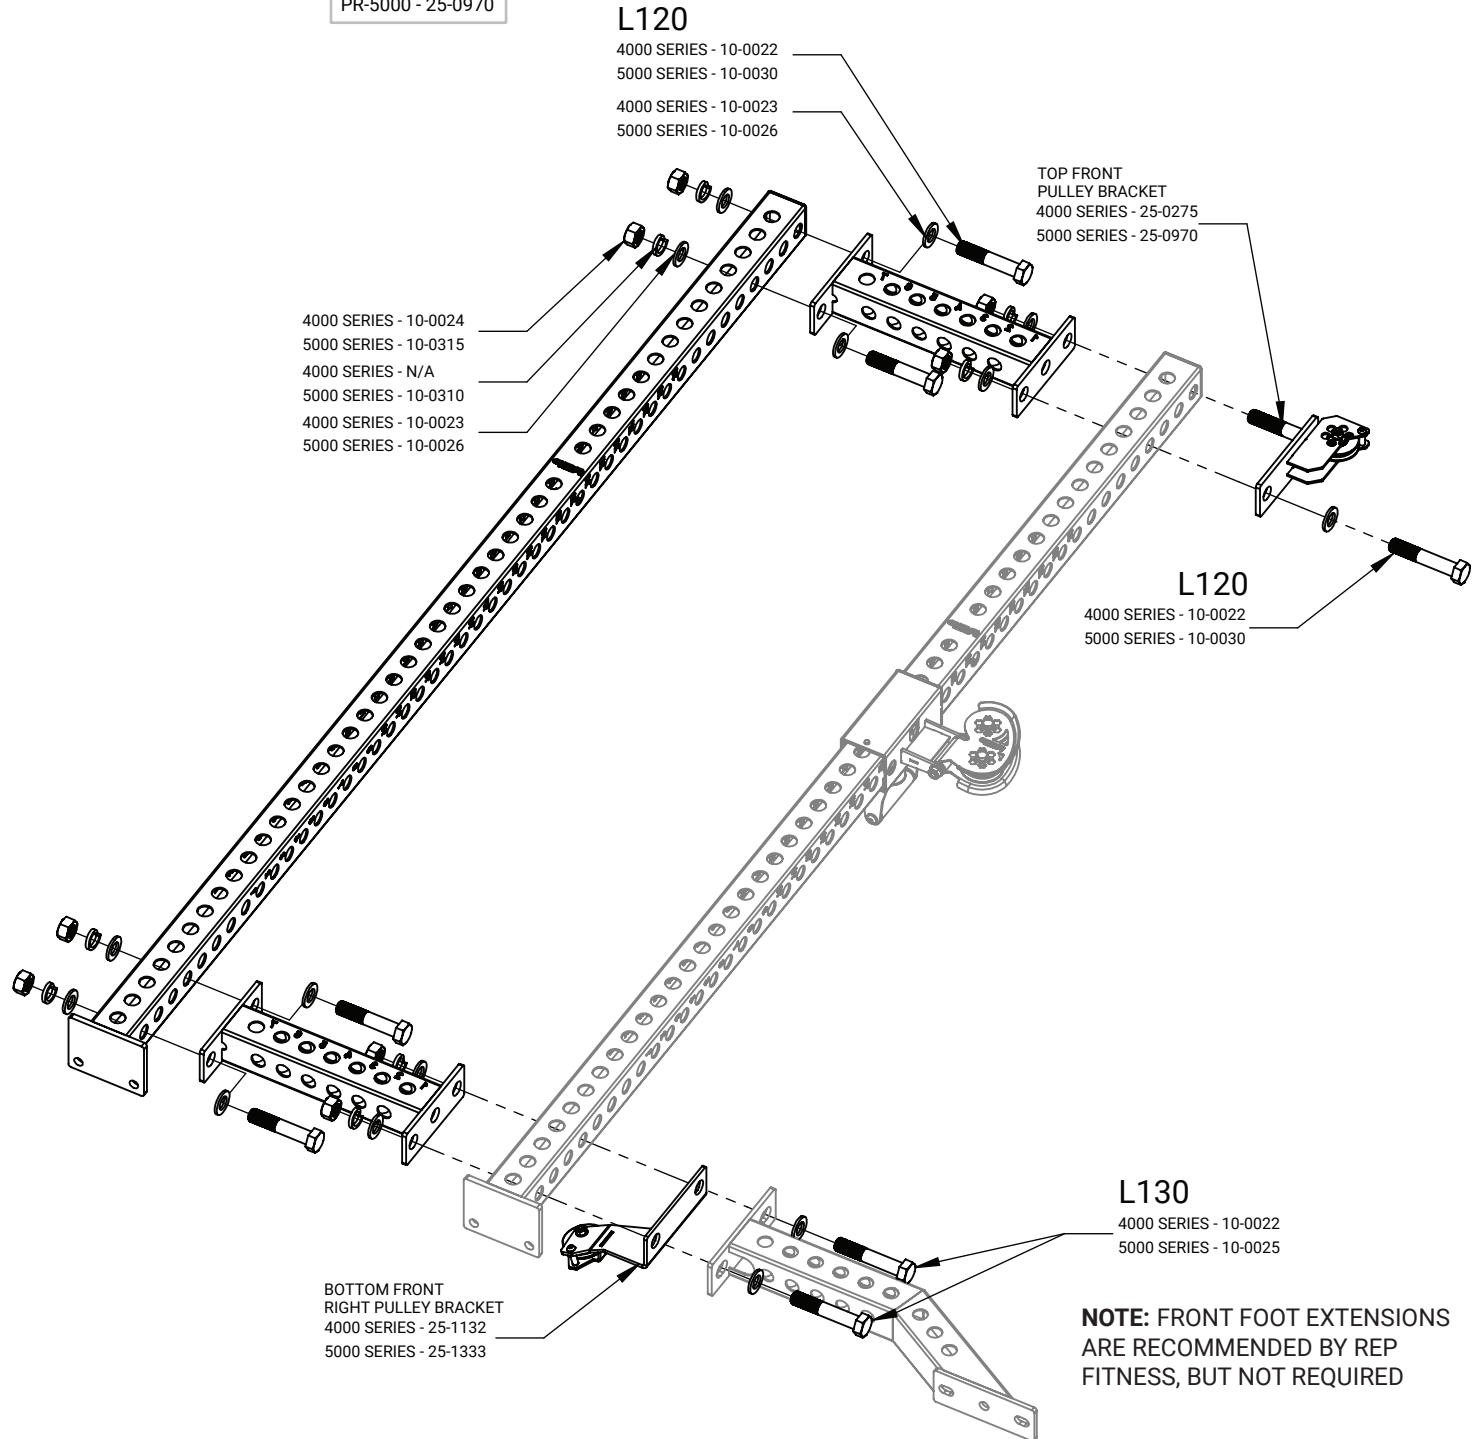 PR-5000 - 25-0970
L120
4000 SERIES - 10-0022
5000 SERIES - 10-0030
4000 SERIES - 10-0023
5000 SERIES - 10-0026
TOP FRONT
PULLEY BRACKET
4000 SERIES - 25-0275
5000 SERIES - 25-0970
4000 SERIES - 10-0024
5000 SERIES - 10-0315
4000 SERIES - N/A
5000 SERIES - 10-0310
4000 SERIES - 10-0023
5000 SERIES - 10-0026
L120
4000 SERIES - 10-0022
5000 SERIES - 10-0030
L130
4000 SERIES - 10-0022
5000 SERIES - 10-0025
BOTTOM FRONT
RIGHT PULLEY BRACKET
4000 SERIES - 25-1132
5000 SERIES - 25-1333
NOTE: FRONT FOOT EXTENSIONS
ARE RECOMMENDED BY REP
FITNESS, BUT NOT REQUIRED